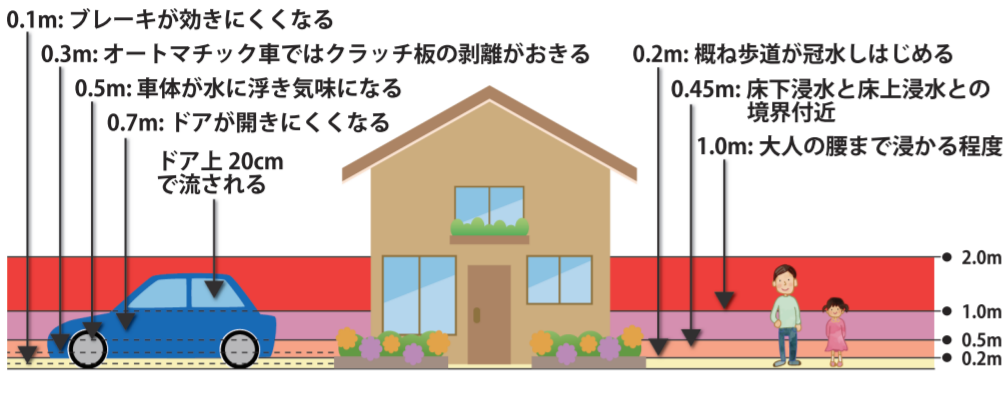 0.1m: ブレーキが効きにくくなる
0.3m: オートマチック車ではクラッチ板の剥離がおきる
0.5m: 車体が水に浮き気味になる
0.7m: ドアが開きにくくなる
ドア上 20cm
で流される
0.2m: 概ね歩道が冠水しはじめる
0.45m: 床下浸水と床上浸水との
境界付近
1.0m: 大人の腰まで浸かる程度
2.0m
1.0m
0.5m
0.2m